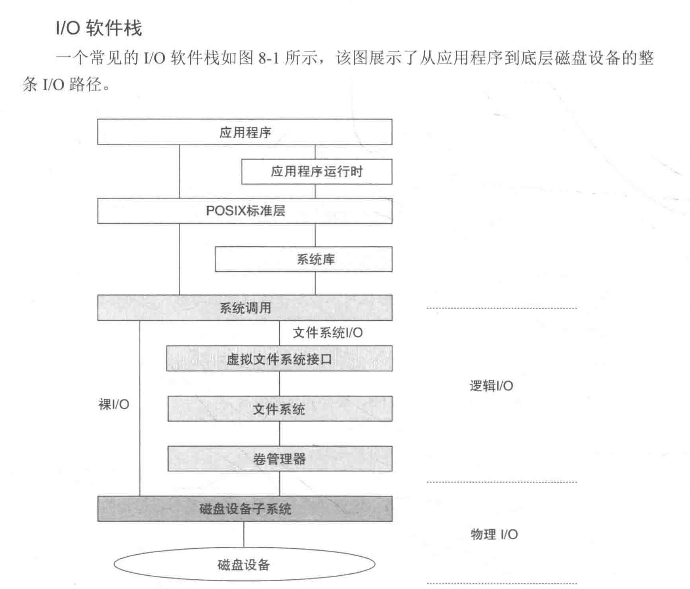 I/O 软件栈
一个常见的 I/O 软件栈如图 8-1 所示，该图展示了从应用程序到底层磁盘设备的整
条 I/O 路径。
应用程序
应用程序运行时
POSIX标准层
系统库
系统调用
文件系统I/O
虚拟文件系统接口
逻辑I/O
裸I/O
文件系统
卷管理器
磁盘设备子系统
物理 I/O
磁盘设备